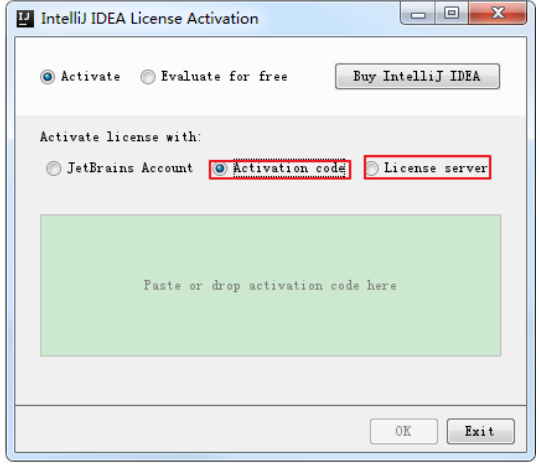 IntelliJ IDEA License Activation
Activate Evaluate for free Buy IntelliJ IDEA
Activate license with:
JetBrains Account Activation code License server
Paste or drop activation code here
OK Exit